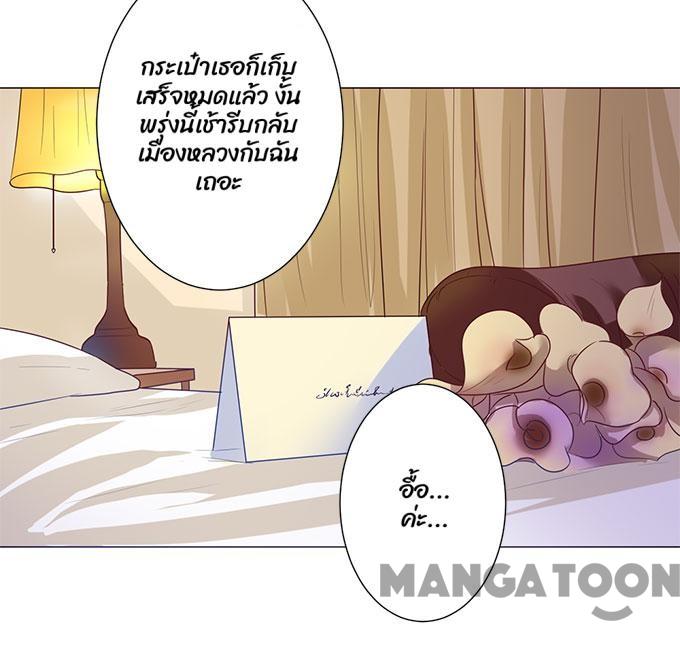 กระเป๋าเธอก็เก็บ
เสร็จหมดแล้ว งั้น
พรุ่งนี้เช้ารีบกลับ
เมืองหลวงกับฉัน
เถอะ
อื้อ...
ค่ะ...
MANGATOON